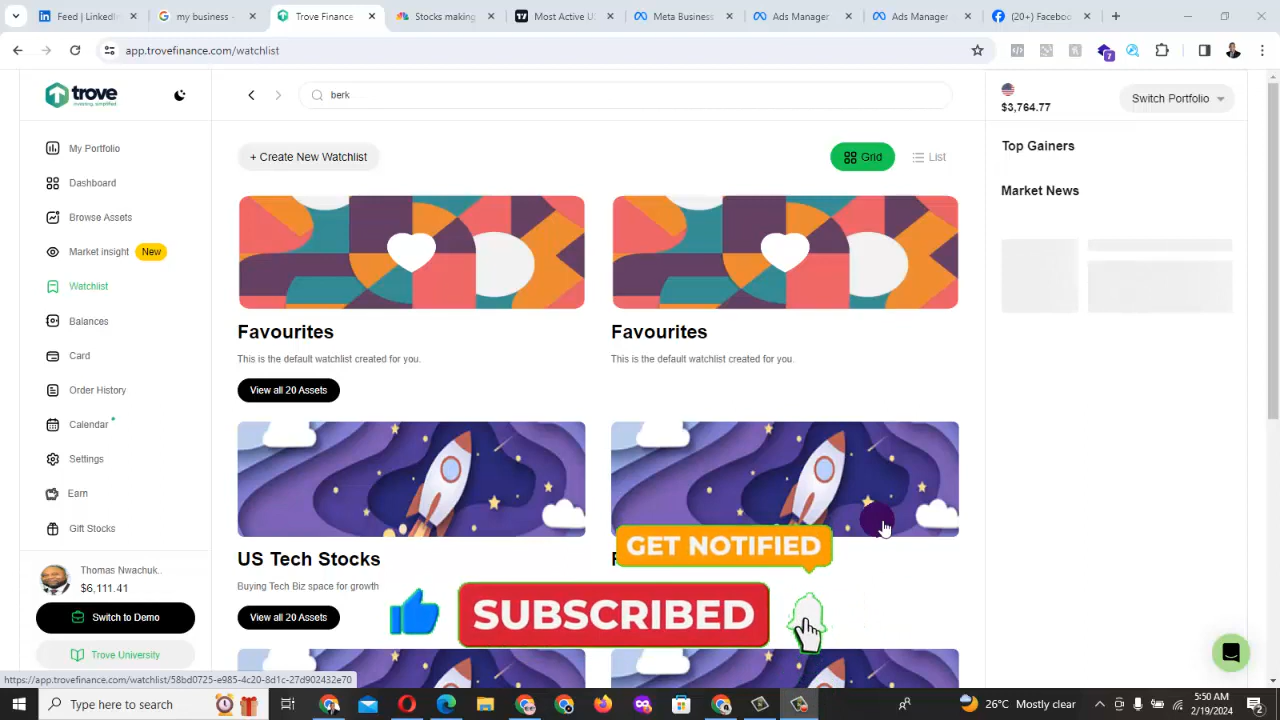 Feed | LinkedIn
my business -
Trove Finance
Stocks making
Most Active U
Meta Business
Ads Manager
Ads Manager
(20+) Faceboo
app.trovefinance.com/watchlist
7
trove
investing, simplified
berk
$3,764.77
Switch Portfolio
My Portfolio
Dashboard
Browse Assets
Market insight New
Watchlist
Balances
Card
Order History
Calendar
Settings
Earn
Gift Stocks
Thomas Nwachuk..
$6,111.41
Switch to Demo
Trove University
+ Create New Watchlist
Grid
List
Favourites
This is the default watchlist created for you.
View all 20 Assets
Favourites
This is the default watchlist created for you.
US Tech Stocks
Buying Tech Biz space for growth
View all 20 Assets
GET NOTIFIED
SUBSCRIBED
Top Gainers
Market News
https://app.trovefinance.com/watchlist/58bd0725-e985-4c20-8d1c-27d902432e70
Type here to search
26°C Mostly clear
5:50 AM
2/19/2024
2